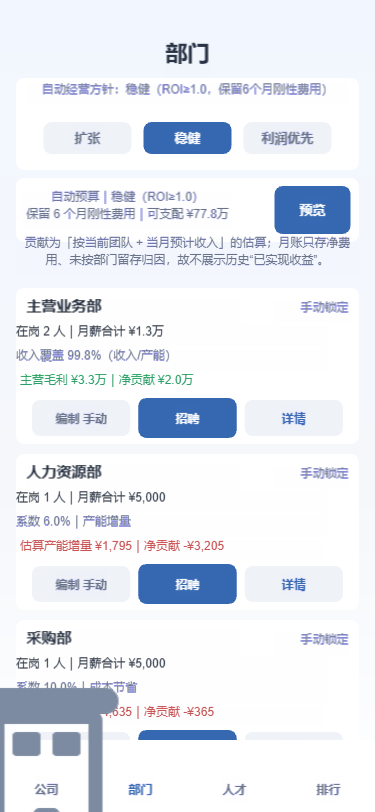 部门
自动经营方针：稳健（ROI≥1.0，保留6个月刚性费用）
扩张
稳健
利润优先
自动预算 | 稳健（ROI≥1.0）
保留 6 个月刚性费用 | 可支配 ¥77.8万
预览
贡献为「按当前团队 + 当月预计收入」的估算；月账只存净费
用、未按部门留存归因，故不展示历史“已实现收益”。
主营业务部
手动锁定
在岗 2 人 | 月薪合计 ¥1.3万
收入覆盖 99.8%（收入/产能）
主营毛利 ¥3.3万 | 净贡献 ¥2.0万
编制 手动
招聘
详情
人力资源部
手动锁定
在岗 1 人 | 月薪合计 ¥5,000
系数 6.0% | 产能增量
估算产能增量 ¥1,795 | 净贡献 -¥3,205
编制 手动
招聘
详情
采购部
手动锁定
在岗 1 人 | 月薪合计 ¥5,000
系数 10.0% | 成本节省
,635 | 净贡献 -¥365
公司
部门
人才
排行